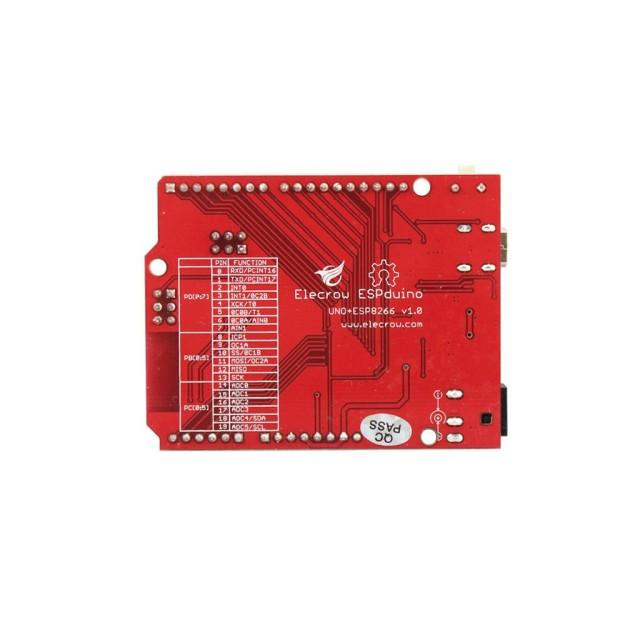 PIN FUNCTION
PD(0:7)
0 RXD/PCINT16
1 TXD/PCINT17
2 INT0
3 INT1/OC2B
4 XCK/T0
5 OC0B/T1
6 OC0A/AIN0
7 AIN1
PB(0:5)
8 ICP1
9 OC1A
10 SS/OC1B
11 MOSI/OC2A
12 MISO
13 SCK
PC(0:5)
14 ADC0
15 ADC1
16 ADC2
17 ADC3
18 ADC4/SDA
19 ADC5/SCL
Elecrow ESPduino
UNO+ESP8266 v1.0
www.elecrow.com
QC
PASS